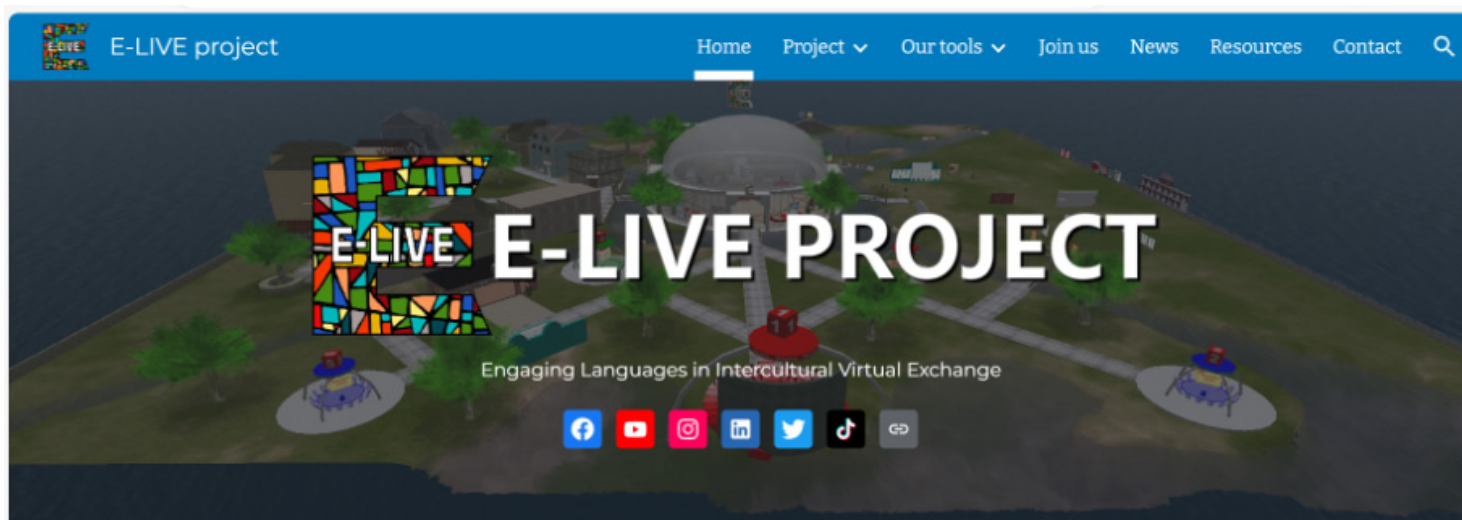 E-LIVE
E-LIVE project
Home
Project
Our tools
Join us
News
Resources
Contact
E-LIVE
E-LIVE PROJECT
Engaging Languages in Intercultural Virtual Exchange